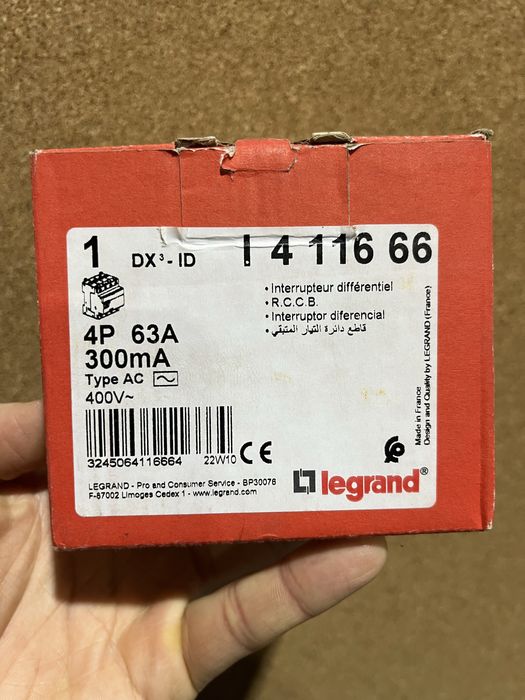 1 DX³ - ID ! 4 116 66
• Interrupteur différentiel
• R.C.C.B.
• Interruptor diferencial
• قاطع دائرة التيار المتبقي
4P 63A
300mA
Type AC
400V~
3245064116664 22W10 CE
LEGRAND - Pro and Consumer Service - BP30076
F-87002 Limoges Cedex 1 - www.legrand.com
legrand®
Made in France
Design and Quality by LEGRAND (France)